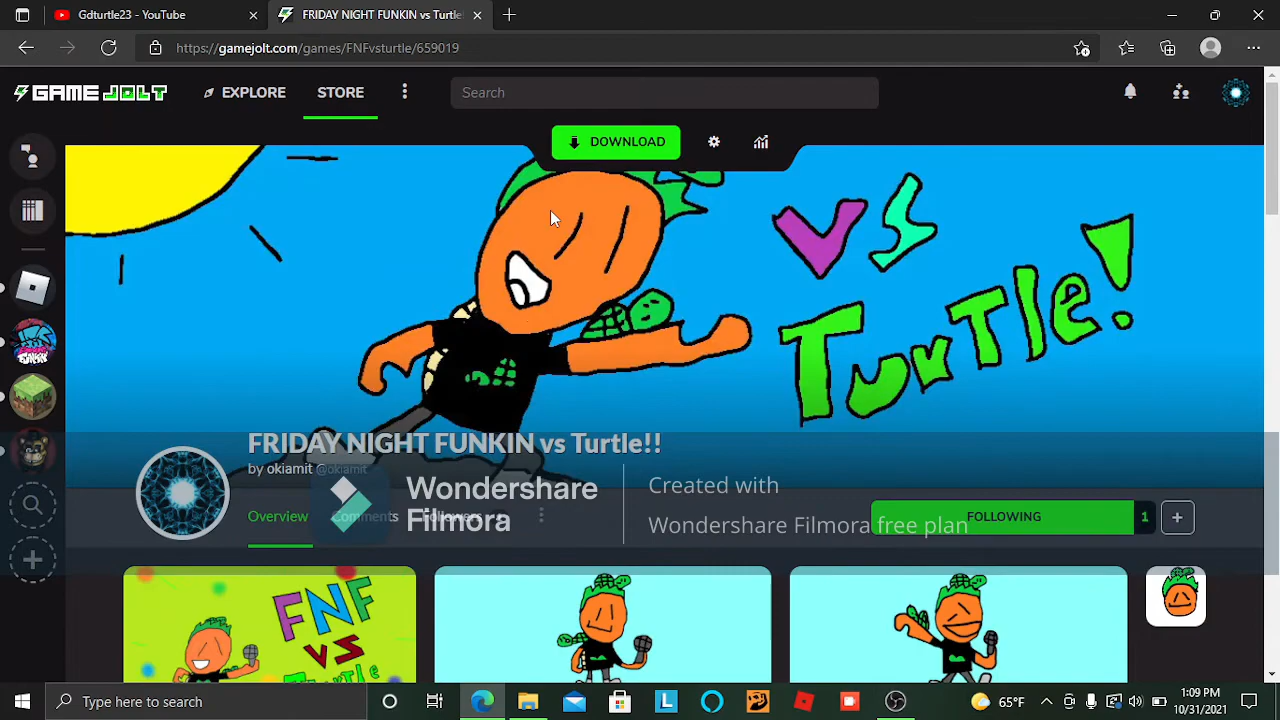 Gdturtle23 - YouTube
FRIDAY NIGHT FUNKIN vs Turtle!
https://gamejolt.com/games/FNFvsturtle/659019
GAME JOLT
EXPLORE
STORE
Search
DOWNLOAD
VS
TurTle!
FRIDAY NIGHT FUNKIN vs Turtle!!
by okiamit @okiamit
Wondershare
Filmora
Created with
Wondershare Filmora free plan
Overview
Comments
Followers
FOLLOWING
1
FNF
VS
TurTle
Type here to search
65°F
1:09 PM
10/31/2021